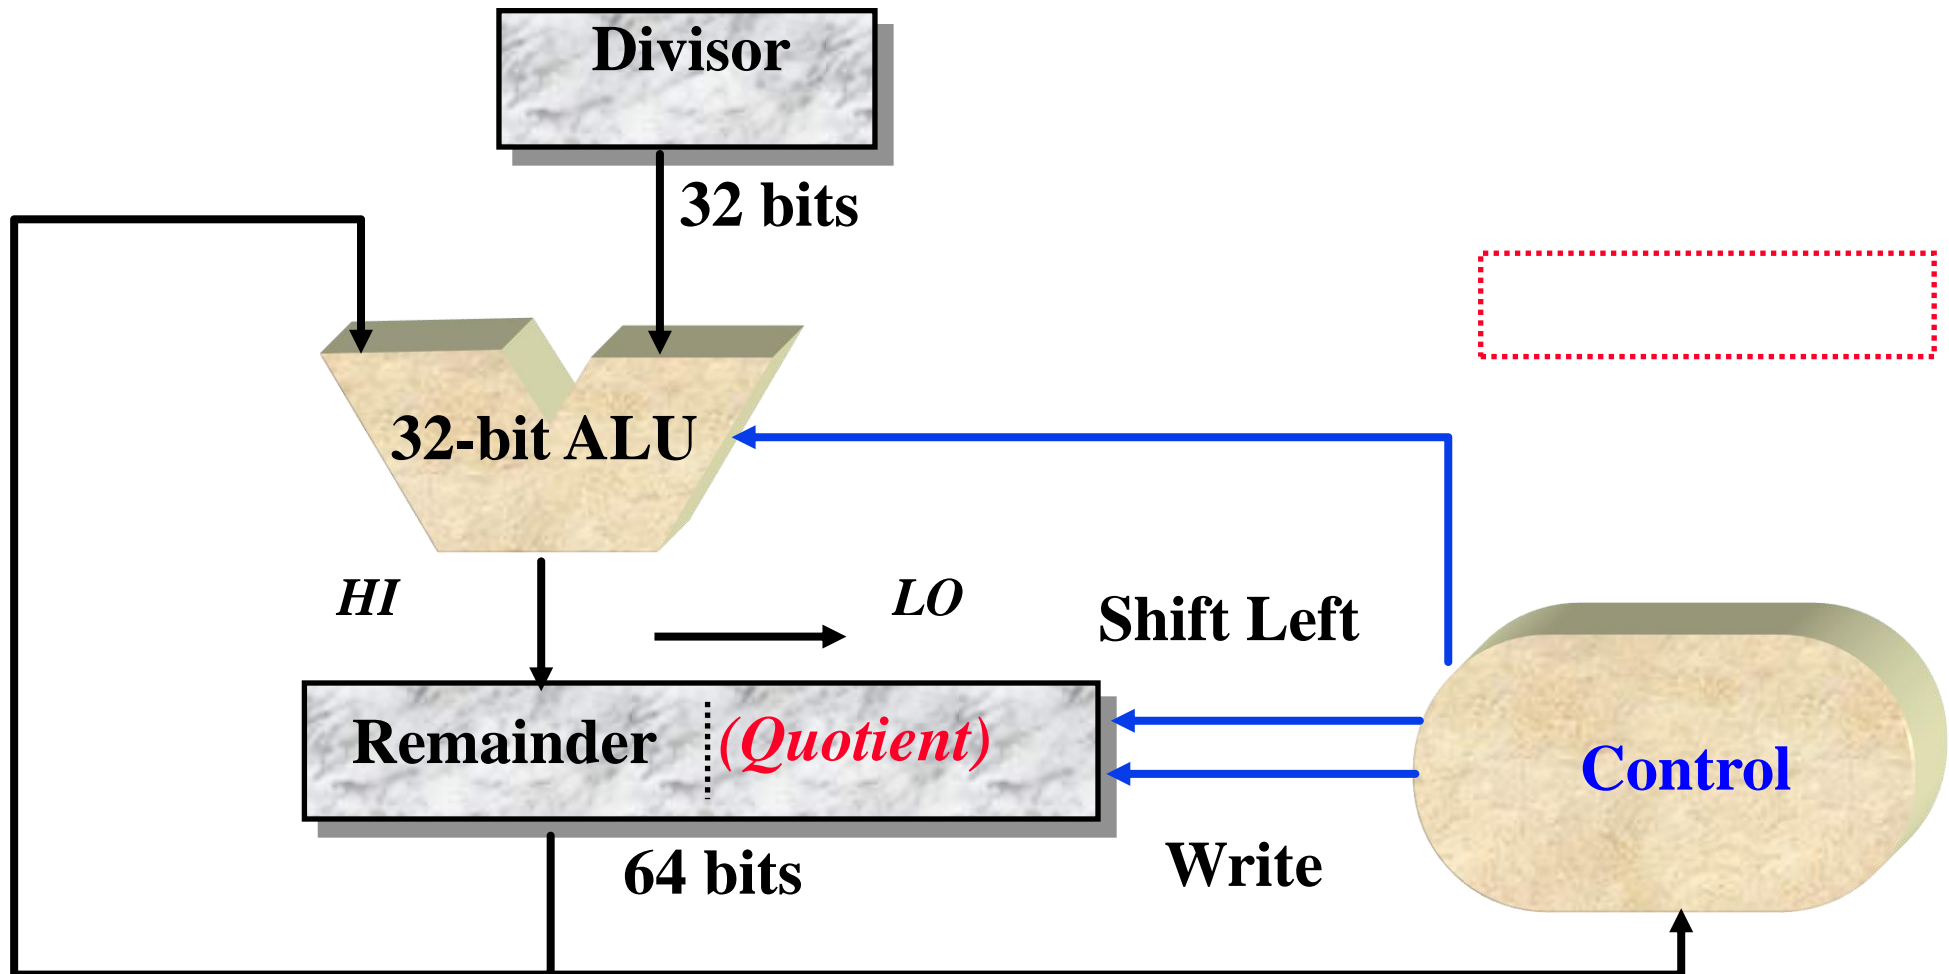 Divisor
32 bits
32-bit ALU
HI
LO
Shift Left
Remainder
(Quotient)
Control
64 bits
Write